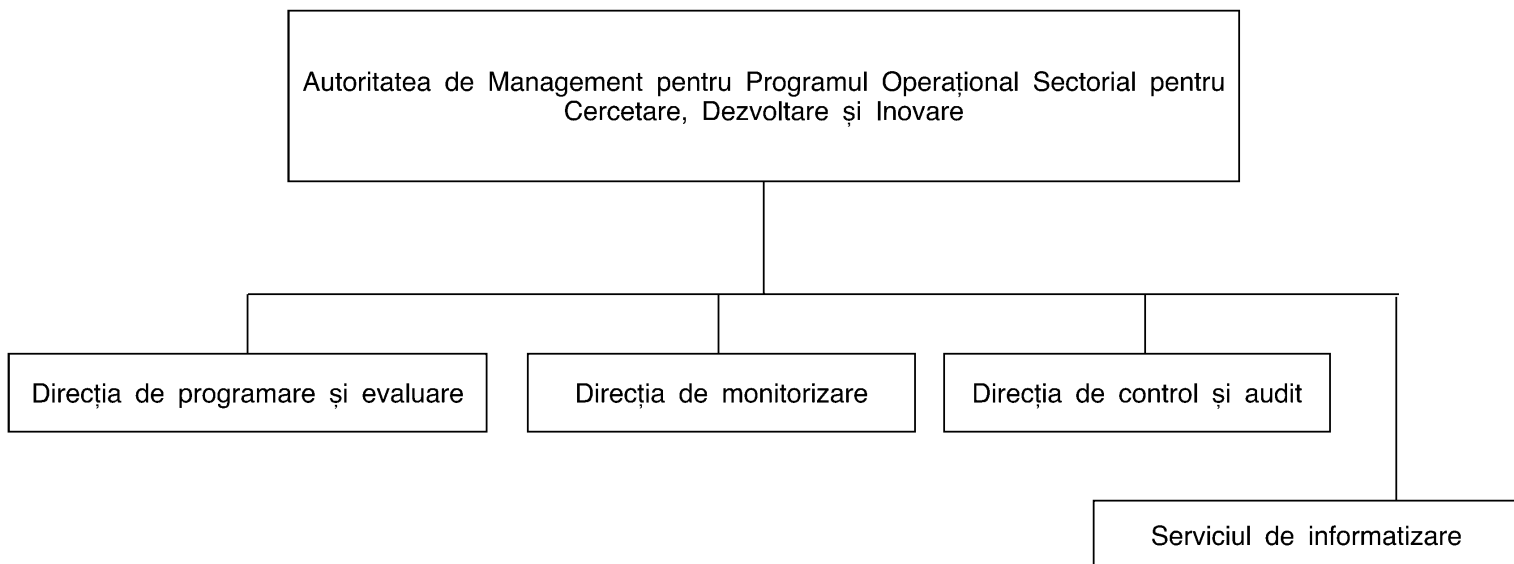 Autoritatea de Management pentru Programul Operațional Sectorial pentru
Cercetare, Dezvoltare și Inovare
Direcția de programare și evaluare
Direcția de monitorizare
Direcția de control și audit
Serviciul de informatizare